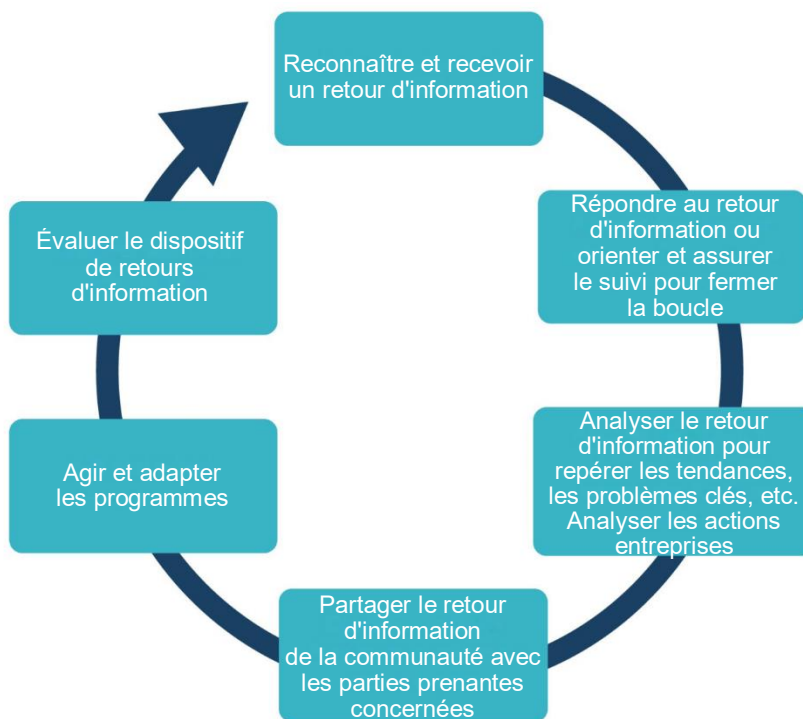 Reconnaître et recevoir
un retour d'information
Répondre au retour
d'information ou
orienter et assurer
le suivi pour fermer
la boucle
Analyser le retour
d'information pour
repérer les tendances,
les problèmes clés, etc.
Analyser les actions
entreprises
Partager le retour
d'information
de la communauté avec
les parties prenantes
concernées
Agir et adapter
les programmes
Évaluer le dispositif
de retours
d'information